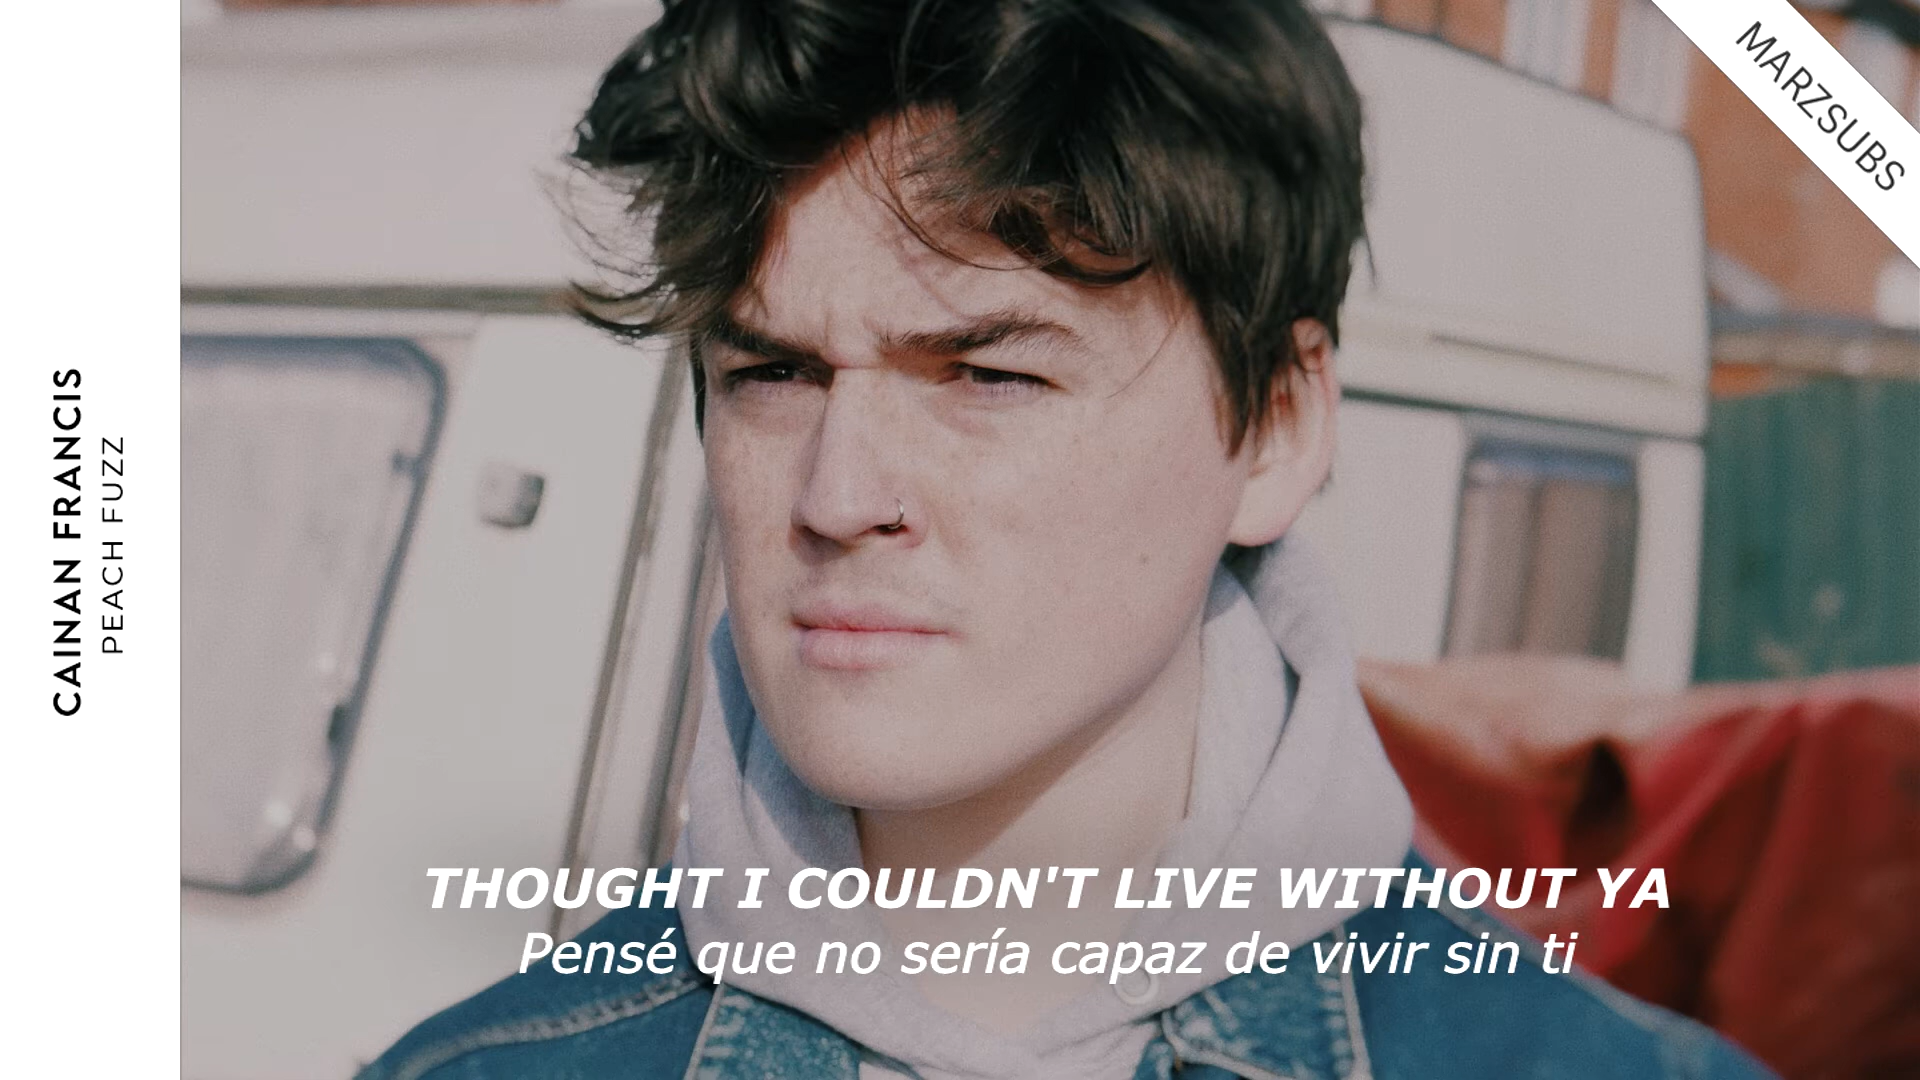 CAINAN FRANCIS
PEACH FUZZ
MARZSUBS
THOUGHT I COULDN'T LIVE WITHOUT YA
Pensé que no sería capaz de vivir sin ti